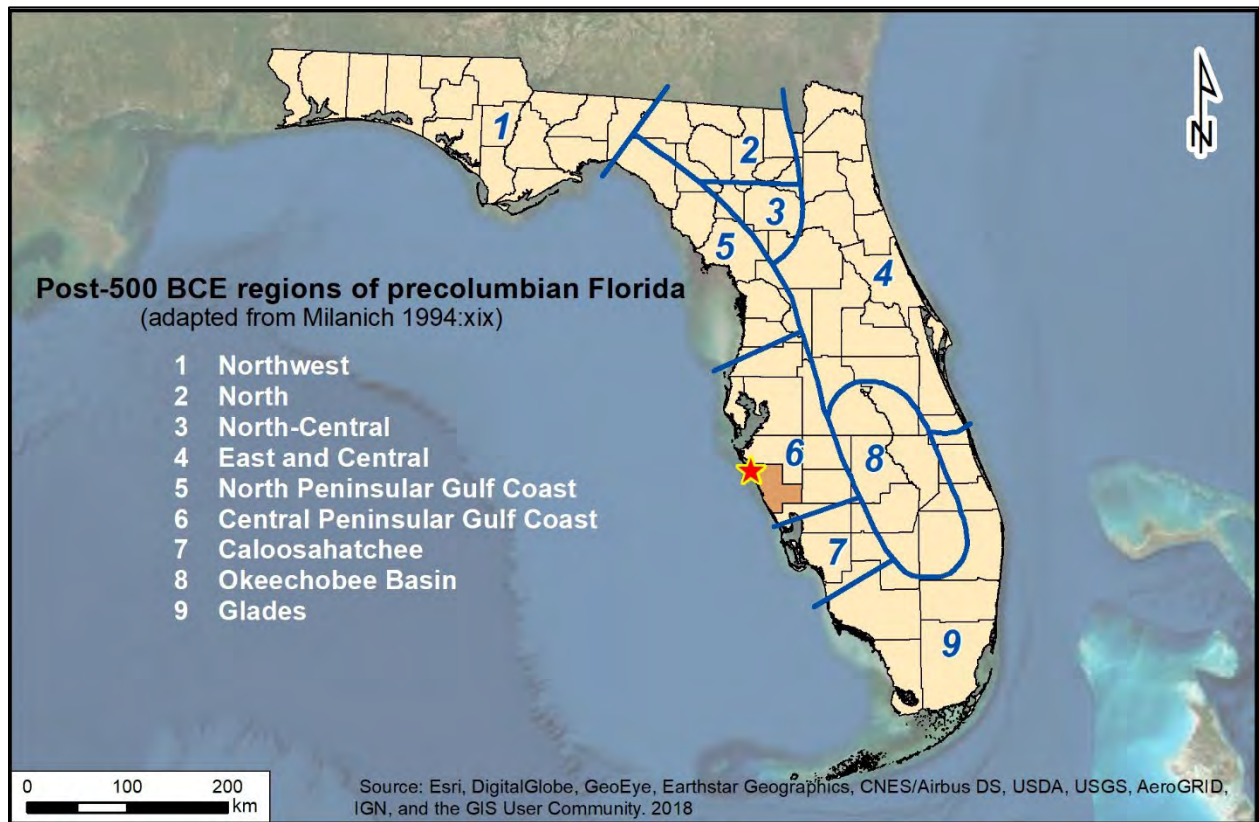 N
1
2
3
5
4
Post-500 BCE regions of precolumbian Florida
(adapted from Milanich 1994:xix)
1 Northwest
2 North
3 North-Central
4 East and Central
5 North Peninsular Gulf Coast
6 Central Peninsular Gulf Coast
7 Caloosahatchee
8 Okeechobee Basin
9 Glades
6
8
7
9
0 100 200
km
Source: Esri, DigitalGlobe, GeoEye, Earthstar Geographics, CNES/Airbus DS, USDA, USGS, AeroGRID,
IGN, and the GIS User Community. 2018